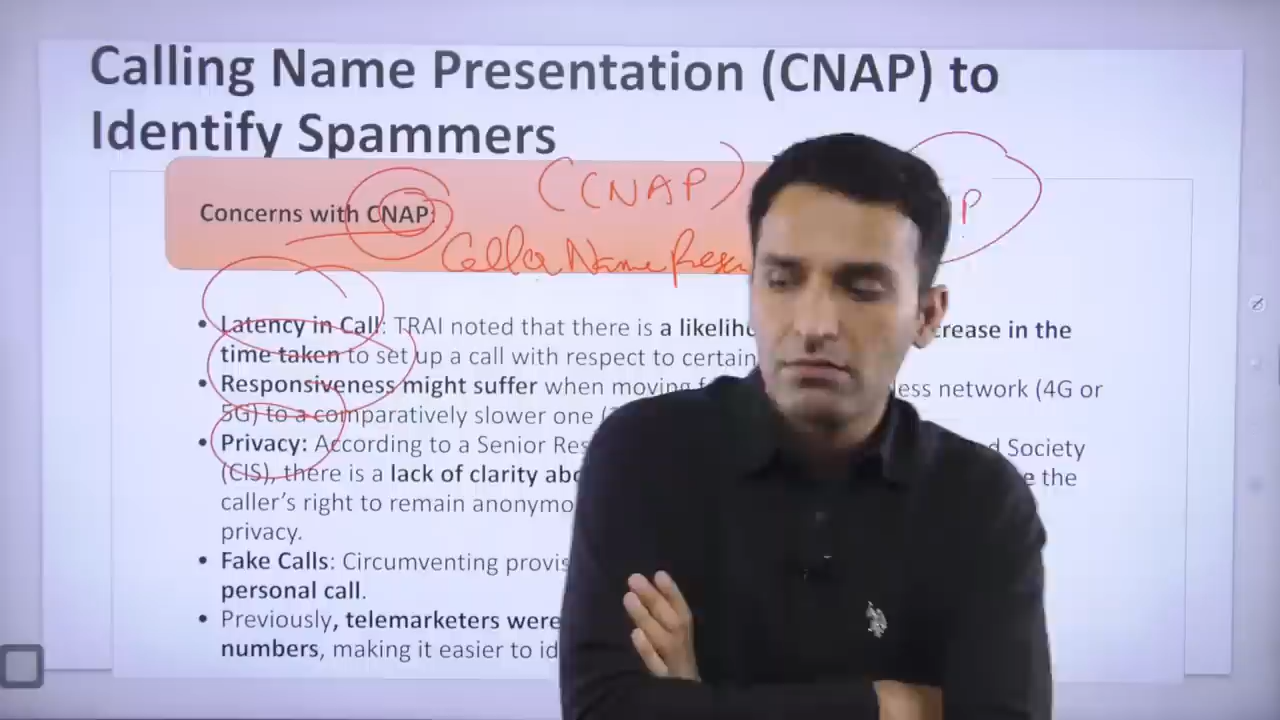 Calling Name Presentation (CNAP) to
Identify Spammers
(CNAP)
Concerns with CNAP:
IP
Caller Name Presen
• Latency in Call: TRAI noted that there is a likeliho crease in the
time taken to set up a call with respect to certain
• Responsiveness might suffer when moving f less network (4G or
5G) to a comparatively slower one (
• Privacy: According to a Senior Res d Society
(CIS), there is a lack of clarity abo e the
caller's right to remain anonymo
privacy.
• Fake Calls: Circumventing provis
personal call.
• Previously, telemarketers were
numbers, making it easier to id